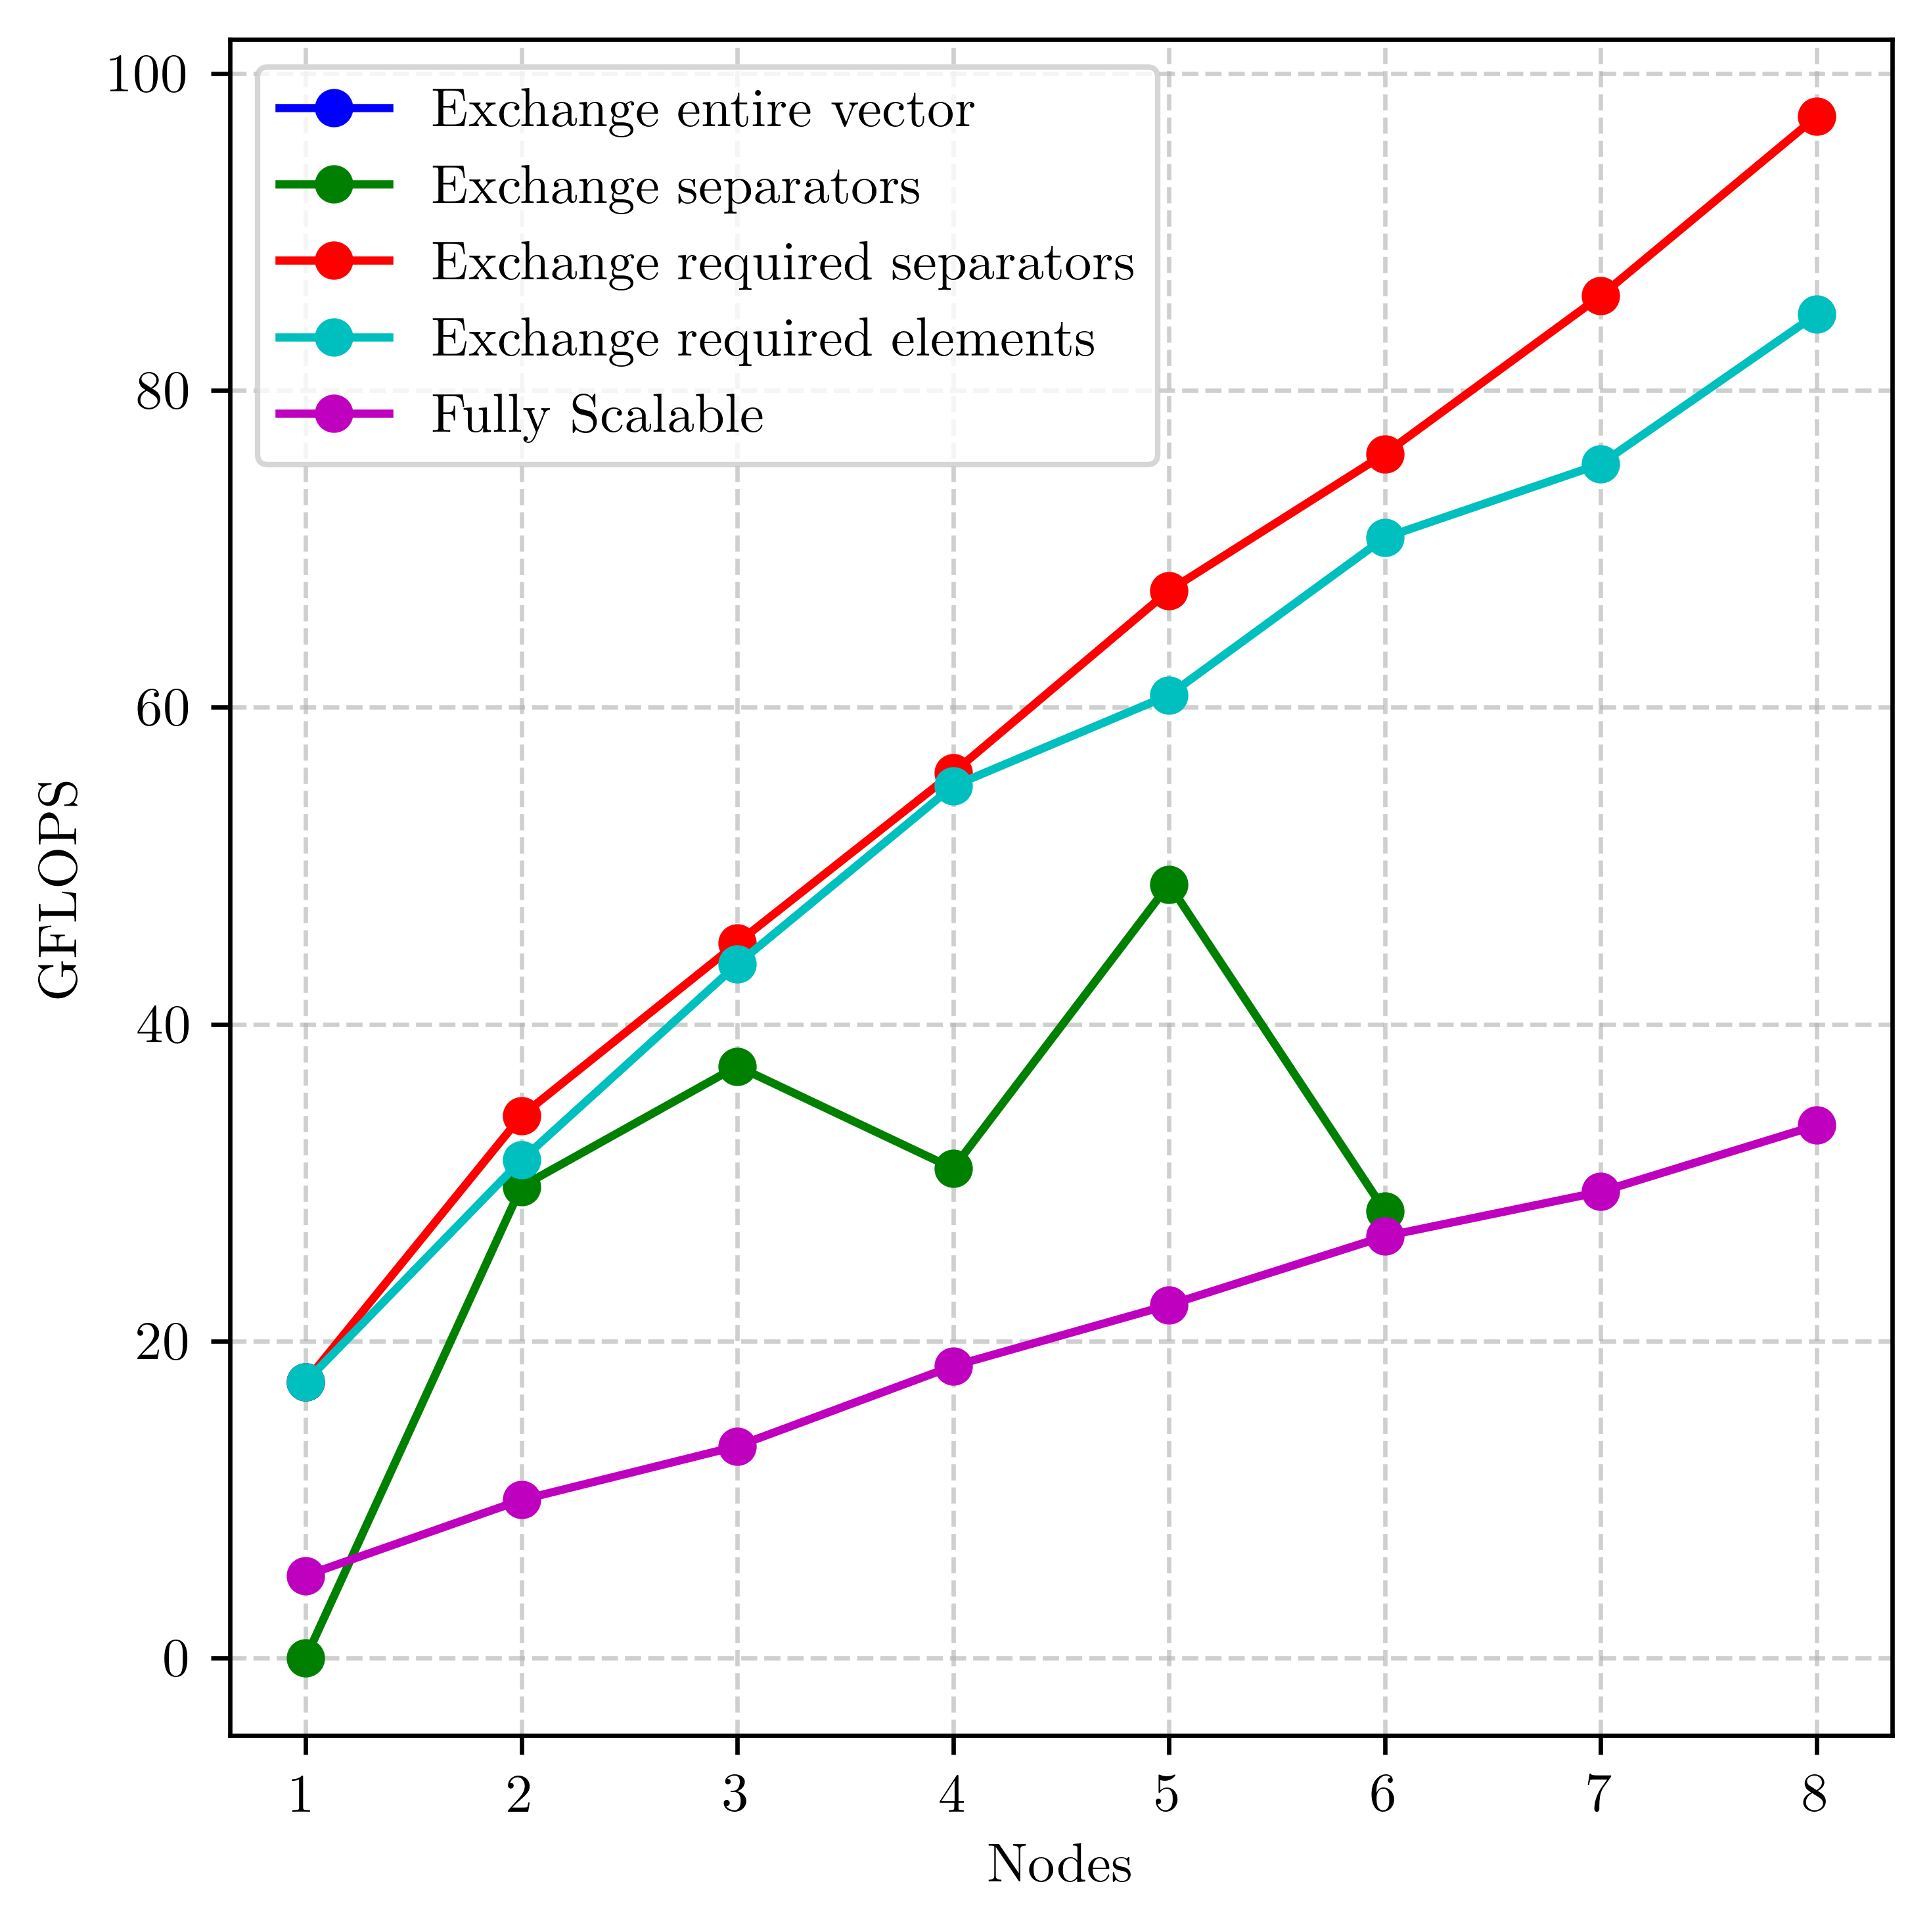 100
80
60
40
20
0
GFLOPS
Exchange entire vector
Exchange separators
Exchange required separators
Exchange required elements
Fully Scalable
1 2 3 4 5 6 7 8
Nodes